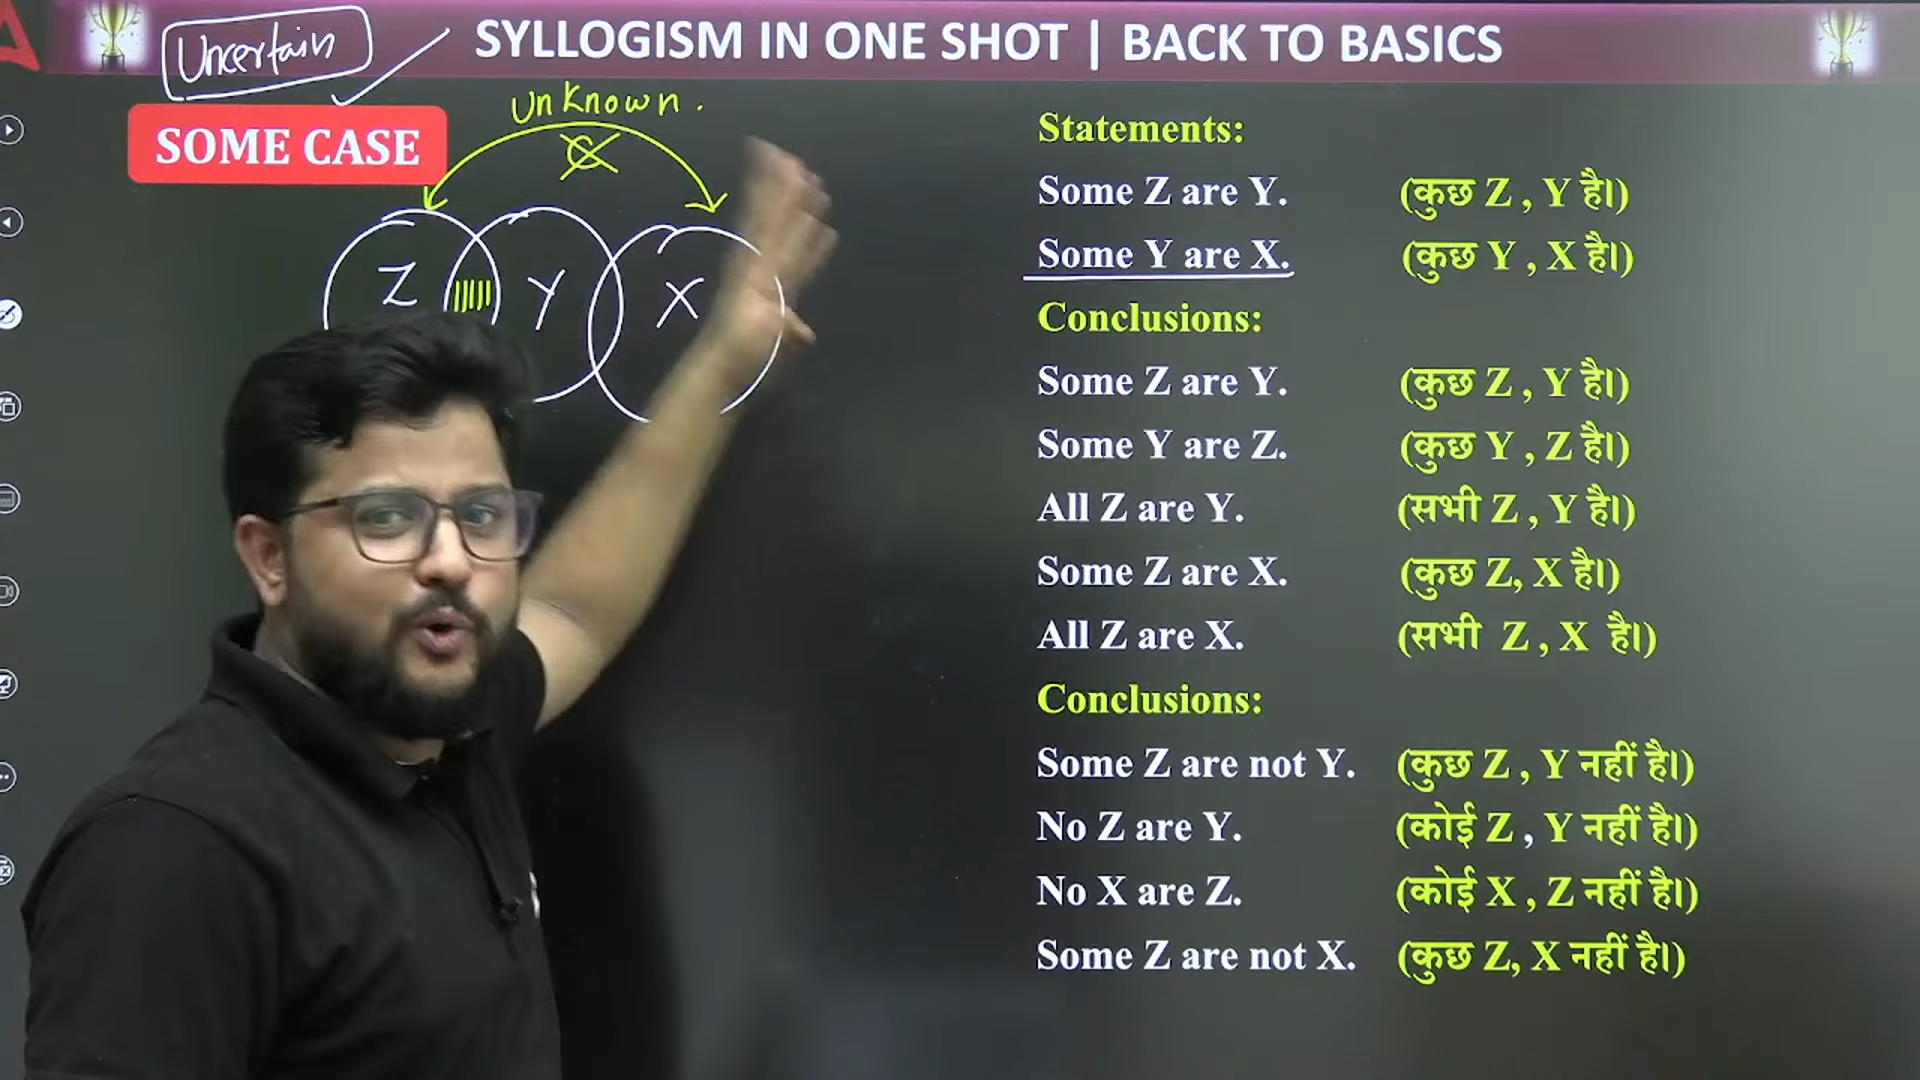 SYLLOGISM IN ONE SHOT | BACK TO BASICS
Uncertain
SOME CASE
Unknown.
Z Y X
Statements:
Some Z are Y. (कुछ Z , Y है।)
Some Y are X. (कुछ Y , X है।)
Conclusions:
Some Z are Y. (कुछ Z , Y है।)
Some Y are Z. (कुछ Y , Z है।)
All Z are Y. (सभी Z , Y है।)
Some Z are X. (कुछ Z, X है।)
All Z are X. (सभी Z , X है।)
Conclusions:
Some Z are not Y. (कुछ Z , Y नहीं है।)
No Z are Y. (कोई Z , Y नहीं है।)
No X are Z. (कोई X , Z नहीं है।)
Some Z are not X. (कुछ Z, X नहीं है।)